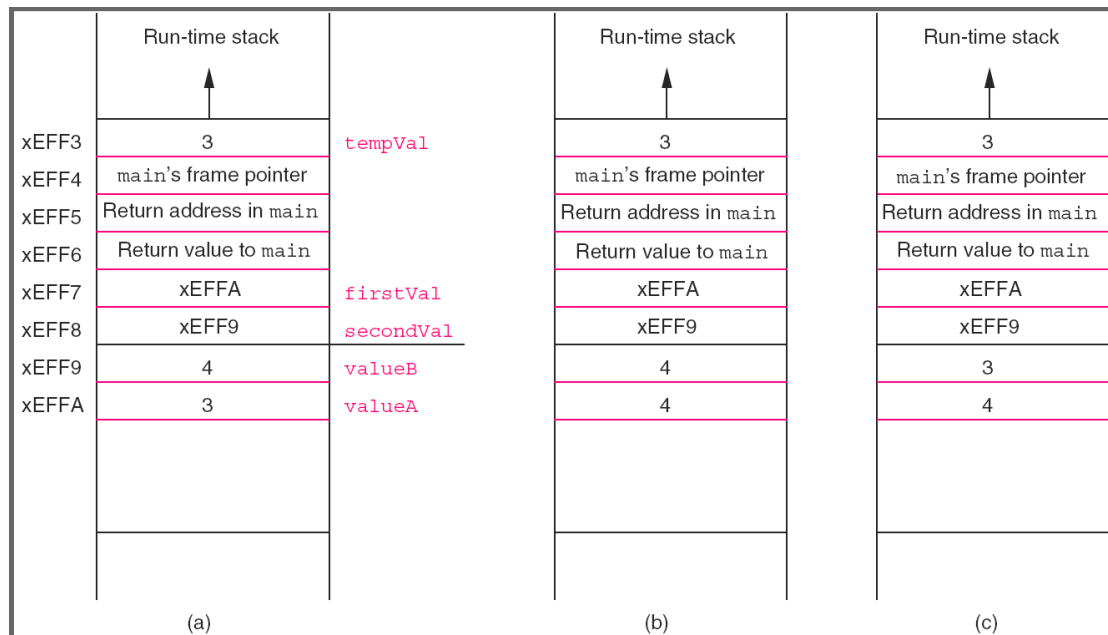 Run-time stack Run-time stack Run-time stack
xEFF3 3 tempVal 3 3
xEFF4 main's frame pointer main's frame pointer main's frame pointer
xEFF5 Return address in main Return address in main Return address in main
xEFF6 Return value to main Return value to main Return value to main
xEFF7 xEFFA firstVal xEFFA xEFFA
xEFF8 xEFF9 secondVal xEFF9 xEFF9
xEFF9 4 valueB 4 3
xEFFA 3 valueA 4 4
(a) (b) (c)